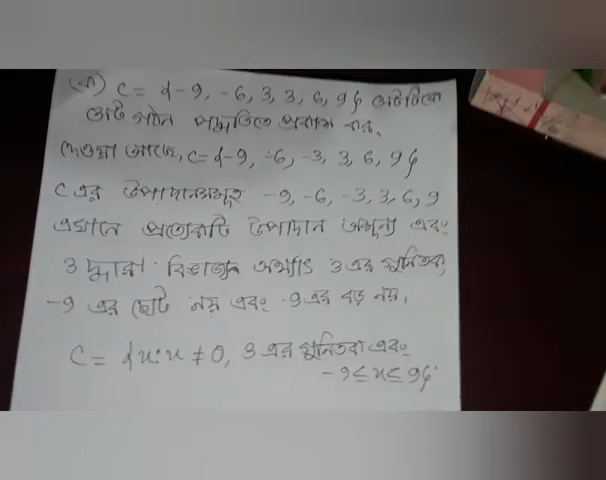 (ক) C = {-9, -6, 3, 3, 6, 9} সেটটিকে
সেট গঠন পদ্ধতিতে প্রকাশ কর.
দেওয়া আছে, C = {-9, -6, -3, 3, 6, 9}
C এর উপাদানসমূহ -9, -6, -3, 3, 6, 9
এখানে প্রত্যেকটি উপাদান অশূন্য এবং
3 দ্বারা বিভাজ্য অর্থাৎ 3 এর গুনিতক,
-9 এর ছোট নয় এবং 9 এর বড় নয়।
C = {x: x ≠ 0, 3 এর গুনিতক এবং
-9 ≤ x ≤ 9}